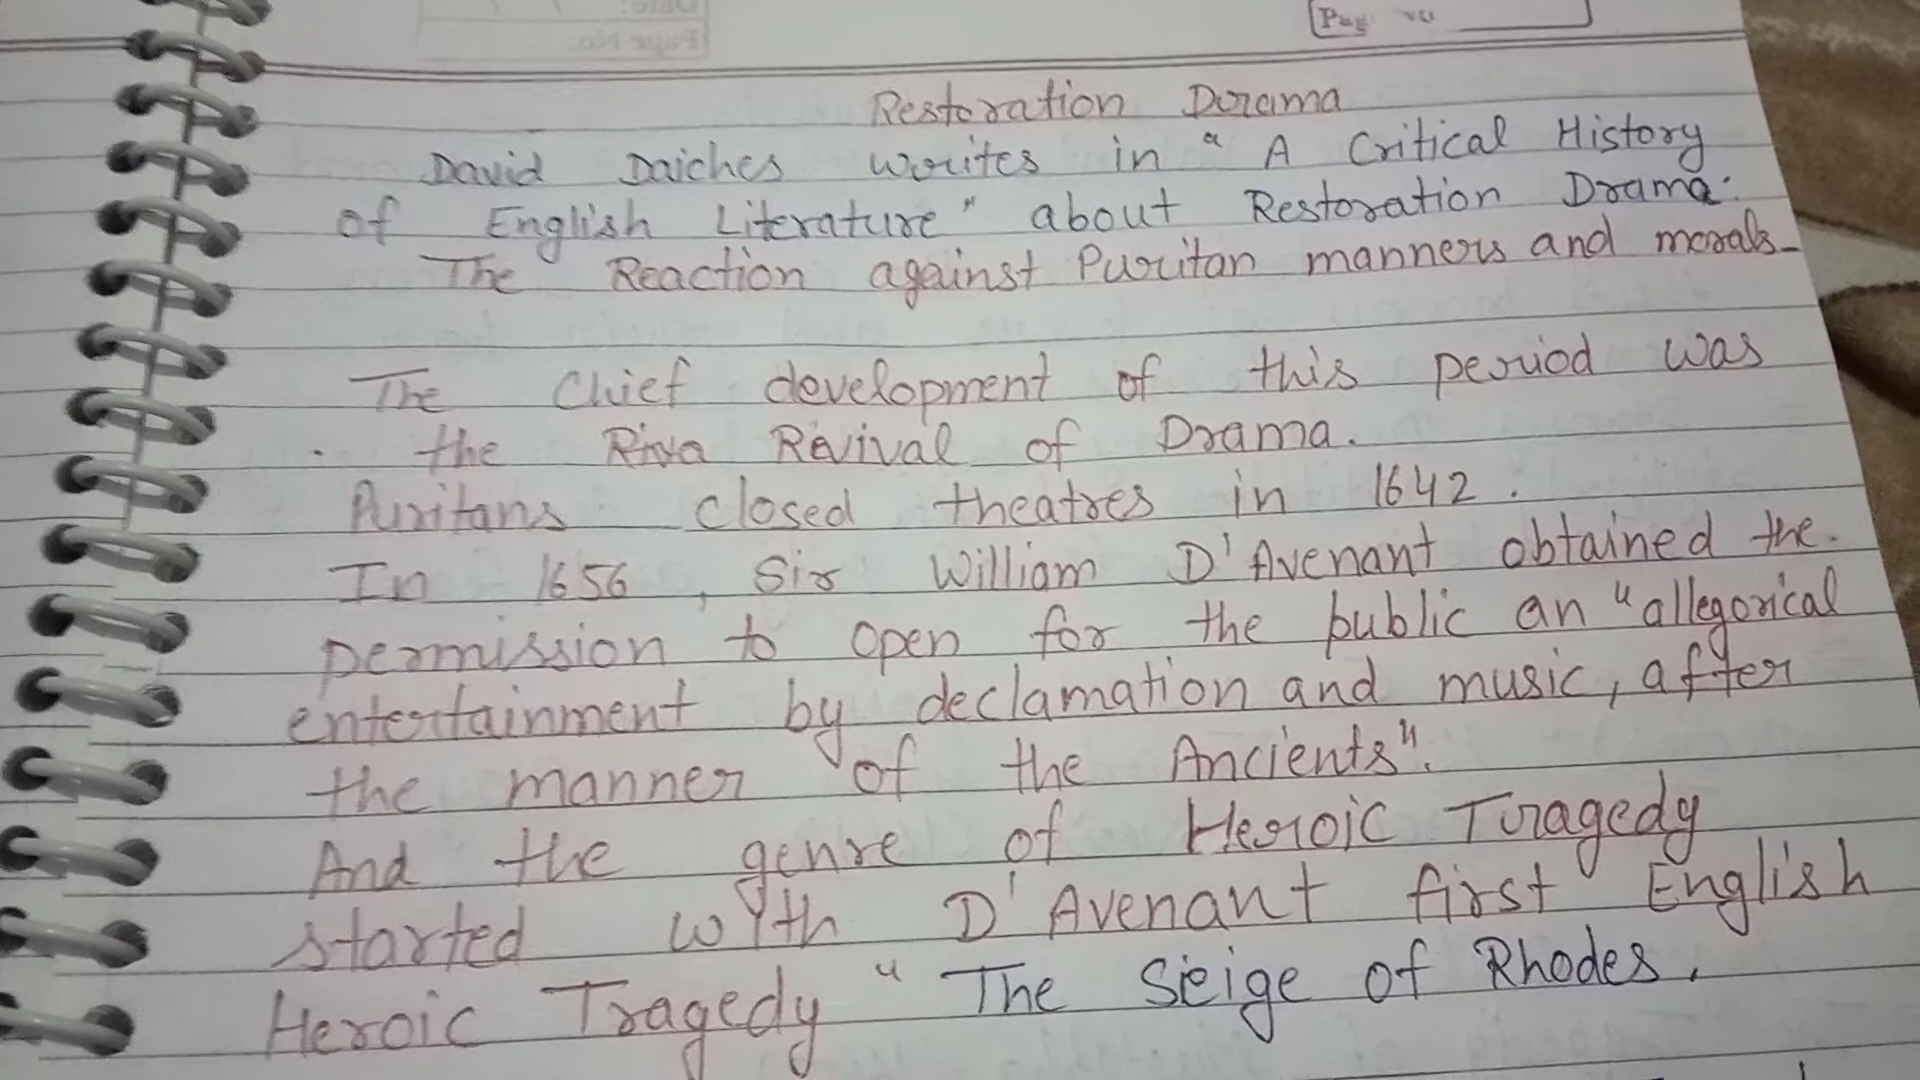 Restoration Drama
David Daiches writes in " A Critical History
of English Literature" about Restoration Drama:
The Reaction against Puritan manners and morals-
The Chief development of this period was
the Riva Revival of Drama.
Puritans closed theatres in 1642.
In 1656, Sir William D'Avenant obtained the
permission to open for the public an "allegorical
entertainment by declamation and music, after
the manner of the Ancients".
And the genre of Heroic Tragedy
started with D'Avenant first English
Heroic Tragedy " The Seige of Rhodes.